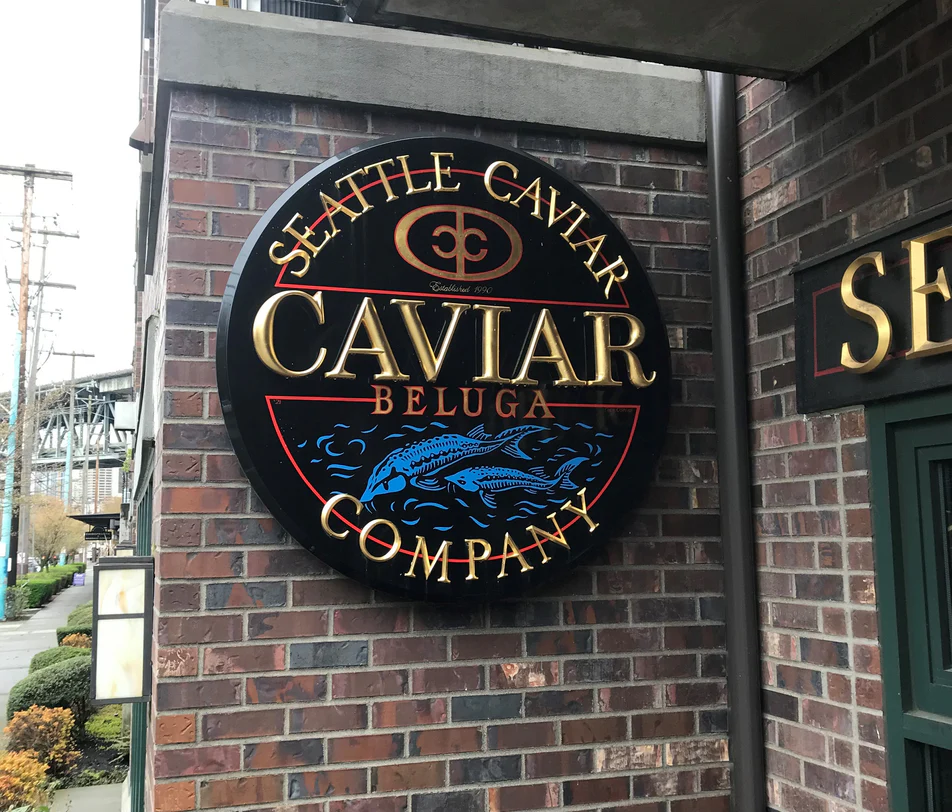 SEATTLE CAVIAR
Established 1990
CAVIAR
BELUGA
COMPANY
SE